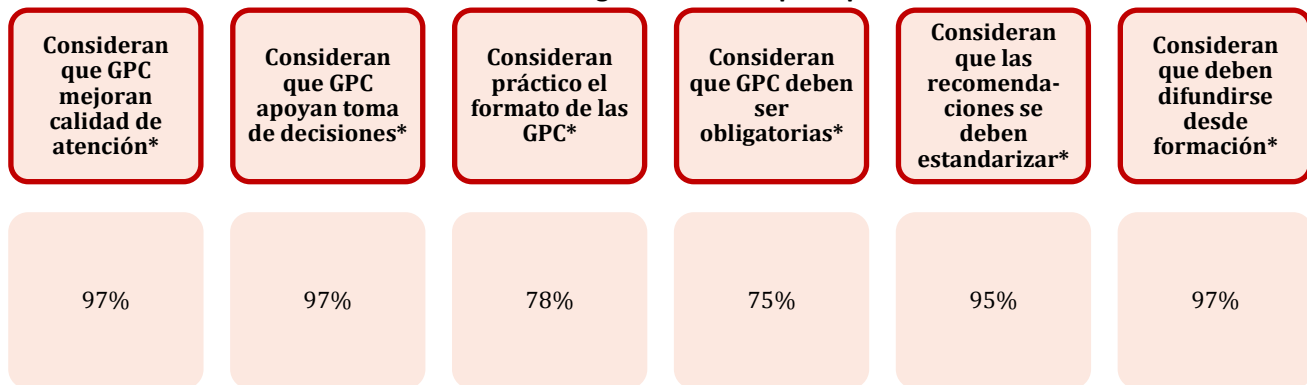 Consideran
que GPC
mejoran
calidad de
atención*
Consideran
que GPC
apoyan toma
de decisiones*
Consideran
práctico el
formato de las
GPC*
Consideran
que GPC deben
ser
obligatorias*
Consideran
que las
recomenda-
ciones se
deben
estandarizar*
Consideran
que deben
difundirse
desde
formación*
97%
97%
78%
75%
95%
97%